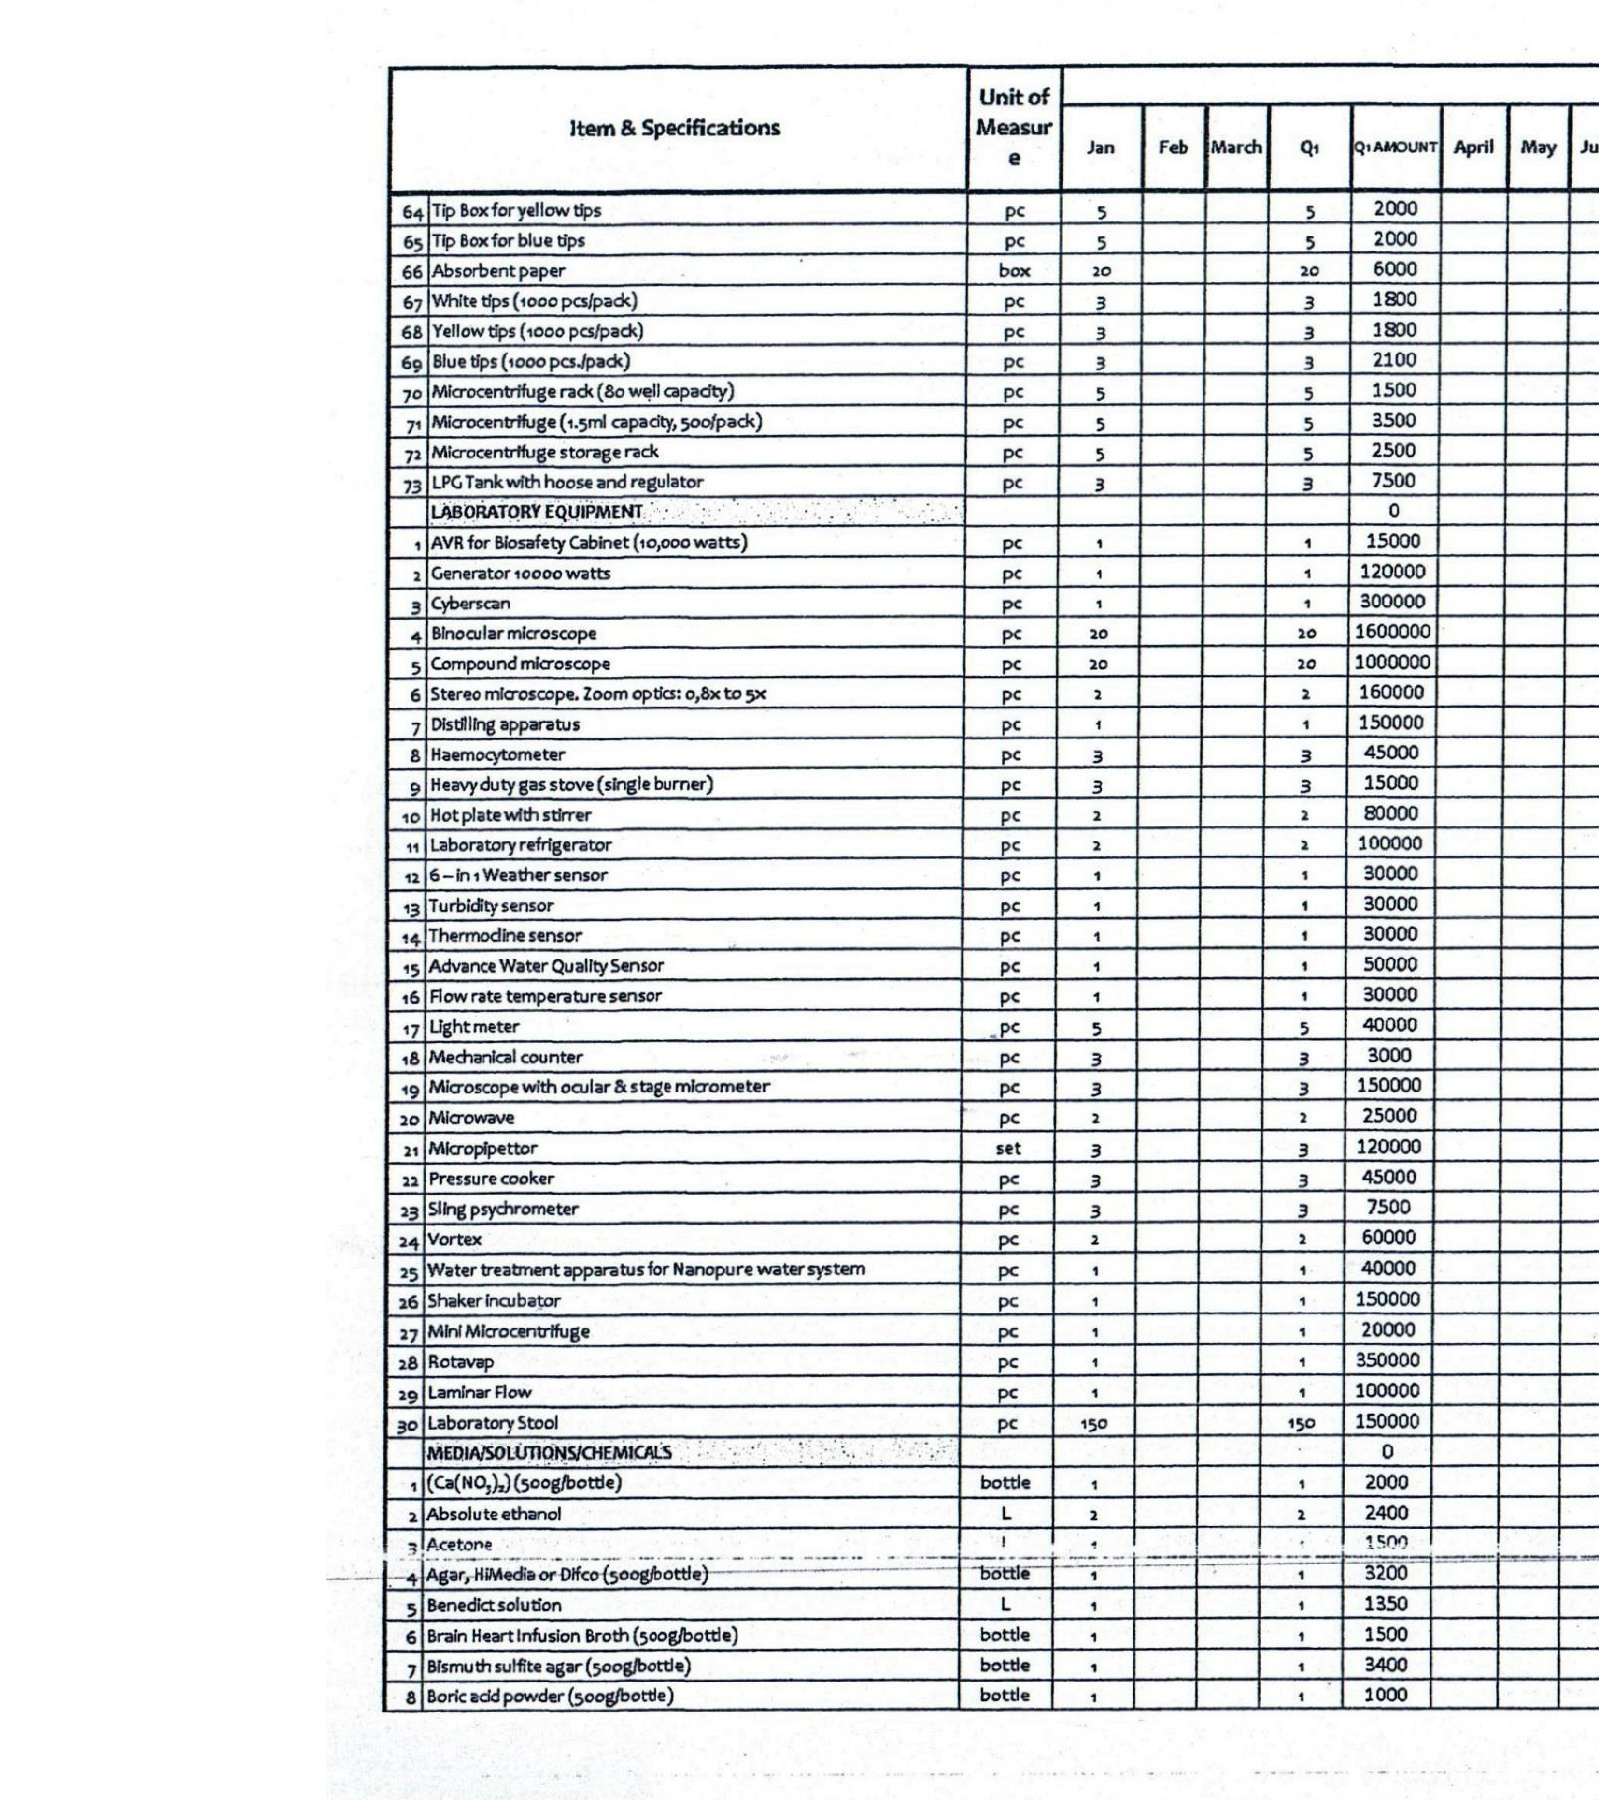 Item & Specifications Unit of Measur e Jan Feb March Q1 Q1 AMOUNT April May Ju
64 Tip Box for yellow tips pc 5 5 2000
65 Tip Box for blue tips pc 5 5 2000
66 Absorbent paper box 20 20 6000
67 White tips (1000 pcs/pack) pc 3 3 1800
68 Yellow tips (1000 pcs/pack) pc 3 3 1800
69 Blue tips (1000 pcs./pack) pc 3 3 2100
70 Microcentrifuge rack (80 well capacity) pc 5 5 1500
71 Microcentrifuge (1.5ml capacity, 500/pack) pc 5 5 3500
72 Microcentrifuge storage rack pc 5 5 2500
73 LPG Tank with hoose and regulator pc 3 3 7500
LABORATORY EQUIPMENT 0
1 AVR for Biosafety Cabinet (10,000 watts) pc 1 1 15000
2 Generator 10000 watts pc 1 1 120000
3 Cyberscan pc 1 1 300000
4 Binocular microscope pc 20 20 1600000
5 Compound microscope pc 20 20 1000000
6 Stereo microscope. Zoom optics: 0,8x to 5x pc 2 2 160000
7 Distilling apparatus pc 1 1 150000
8 Haemocytometer pc 3 3 45000
9 Heavy duty gas stove (single burner) pc 3 3 15000
10 Hot plate with stirrer pc 2 2 80000
11 Laboratory refrigerator pc 2 2 100000
12 6–in 1 Weather sensor pc 1 1 30000
13 Turbidity sensor pc 1 1 30000
14 Thermocline sensor pc 1 1 30000
15 Advance Water Quality Sensor pc 1 1 50000
16 Flow rate temperature sensor pc 1 1 30000
17 Light meter pc 5 5 40000
18 Mechanical counter pc 3 3 3000
19 Microscope with ocular & stage micrometer pc 3 3 150000
20 Microwave pc 2 2 25000
21 Micropipettor set 3 3 120000
22 Pressure cooker pc 3 3 45000
23 Sling psychrometer pc 3 3 7500
24 Vortex pc 2 2 60000
25 Water treatment apparatus for Nanopure water system pc 1 1 40000
26 Shaker incubator pc 1 1 150000
27 Mini Microcentrifuge pc 1 1 20000
28 Rotavap pc 1 1 350000
29 Laminar Flow pc 1 1 100000
30 Laboratory Stool pc 150 150 150000
MEDIA/SOLUTIONS/CHEMICALS 0
1 (Ca(NO3)2) (500g/bottle) bottle 1 1 2000
2 Absolute ethanol L 2 2 2400
3 Acetone 1500
4 Agar, HiMedia or Difco (500g/bottle) bottle 1 1 3200
5 Benedict solution L 1 1 1350
6 Brain Heart Infusion Broth (500g/bottle) bottle 1 1 1500
7 Bismuth sulfite agar (500g/bottle) bottle 1 1 3400
8 Boric acid powder (500g/bottle) bottle 1 1 1000